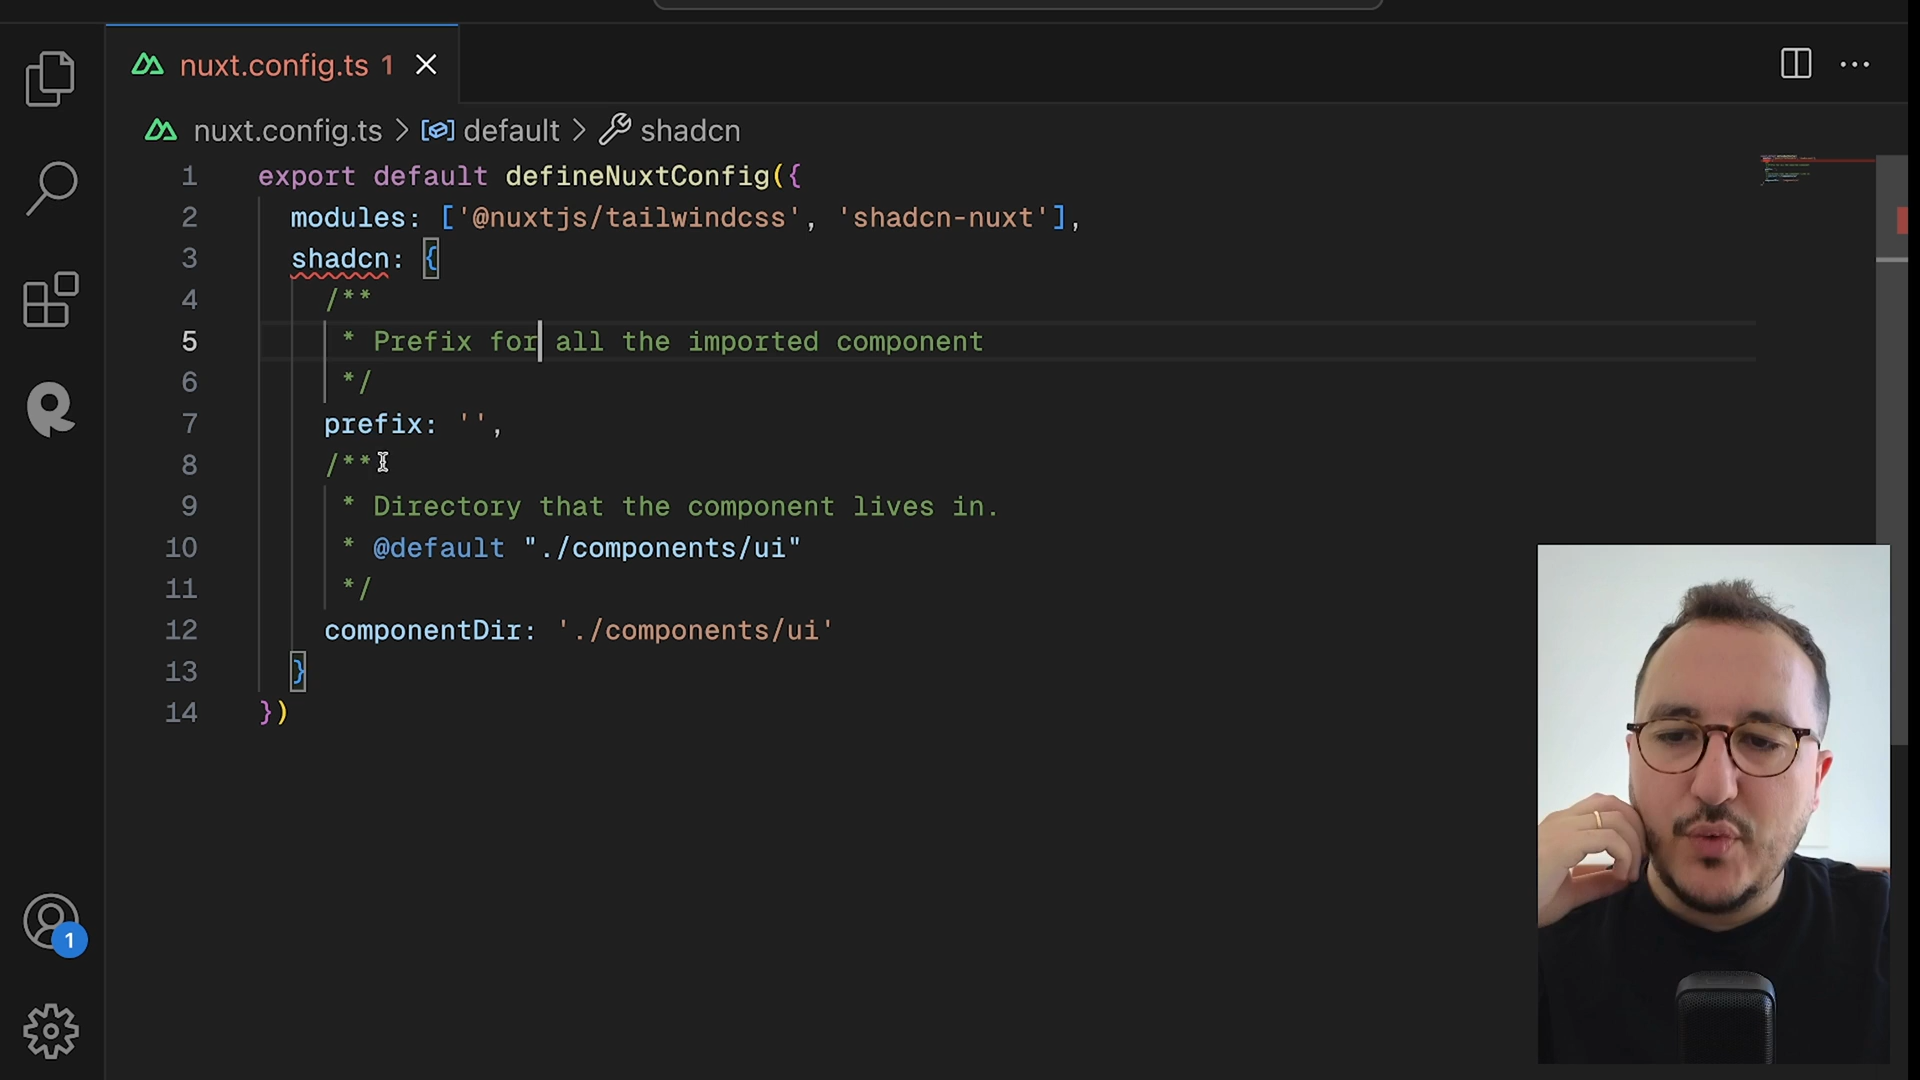 nuxt.config.ts 1
nuxt.config.ts > default > shadcn
1 export default defineNuxtConfig({
2 modules: ['@nuxtjs/tailwindcss', 'shadcn-nuxt'],
3 shadcn: {
4 /**
5 * Prefix for all the imported component
6 */
7 prefix: '',
8 /**
9 * Directory that the component lives in.
10 * @default "./components/ui"
11 */
12 componentDir: './components/ui'
13 }
14 })
1